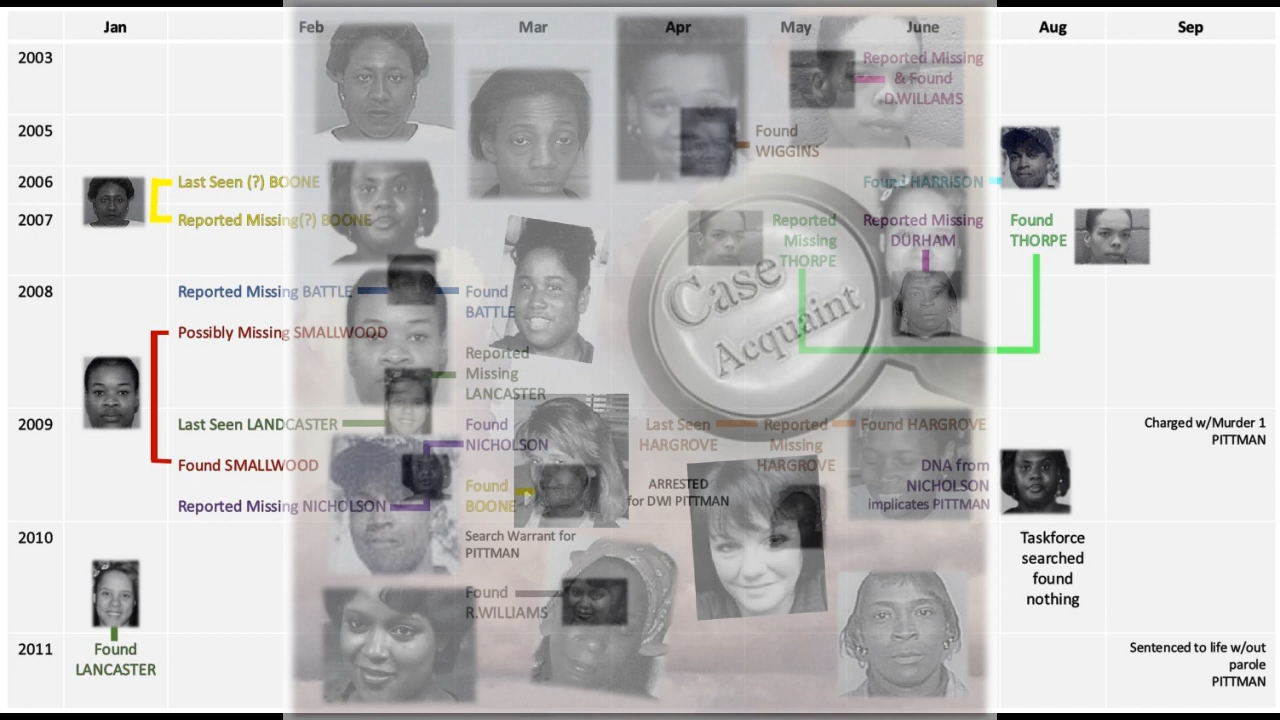 Jan
Feb
Mar
Apr
May
June
Aug
Sep
2003
Reported Missing
& Found
D.WILLAMS
2005
Found
WIGGINS
2006
Last Seen (?) BOONE
Found HARRISON
2007
Reported Missing(?) BOONE
Reported
Missing
THORPE
Reported Missing
DURHAM
Found
THORPE
Case
Acquaint
2008
Reported Missing BATTLE
Found
BATTLE
Possibly Missing SMALLWOOD
Reported
Missing
LANCASTER
2009
Last Seen LANDCASTER
Found
NICHOLSON
Last Seen
HARGROVE
Reported
Missing
HARGROVE
Found HARGROVE
Charged w/Murder 1
PITTMAN
Found SMALLWOOD
DNA from
NICHOLSON
implicates PITTMAN
Reported Missing NICHOLSON
Found
BOONE
ARRESTED
for DWI PITTMAN
2010
Search Warrant for
PITTMAN
Taskforce
searched
found
nothing
Found
R.WILLIAMS
2011
Found
LANCASTER
Sentenced to life w/out
parole
PITTMAN